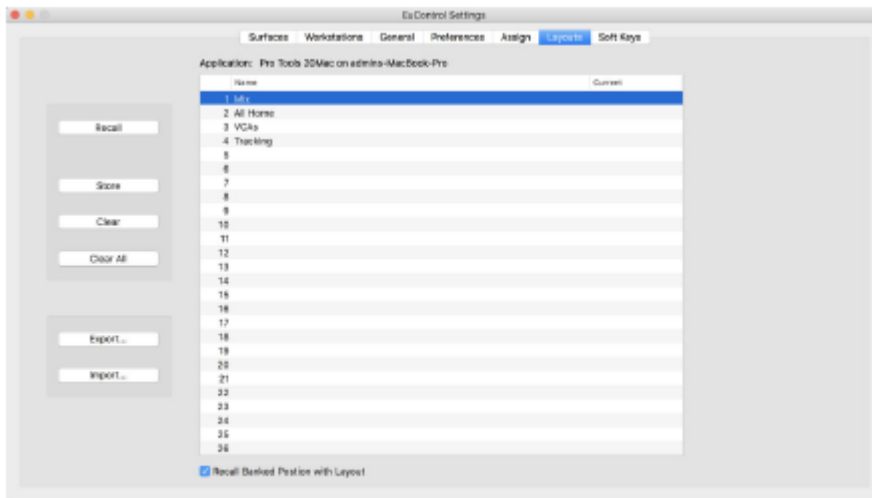 EuControl Settings
Surfaces Workstations General Preferences Assign Layouts Soft Keys
Application: Pro Tools 20Mac on admins-MacBook-Pro
Name Current
1 Mix
Recall
2 All Home
3 VCAs
4 Tracking
5
6
Store
7
8
9
Clear
10
11
Clear All
12
13
14
15
16
17
Export...
18
19
20
Import...
21
22
23
24
25
26
Recall Banked Postion with Layout